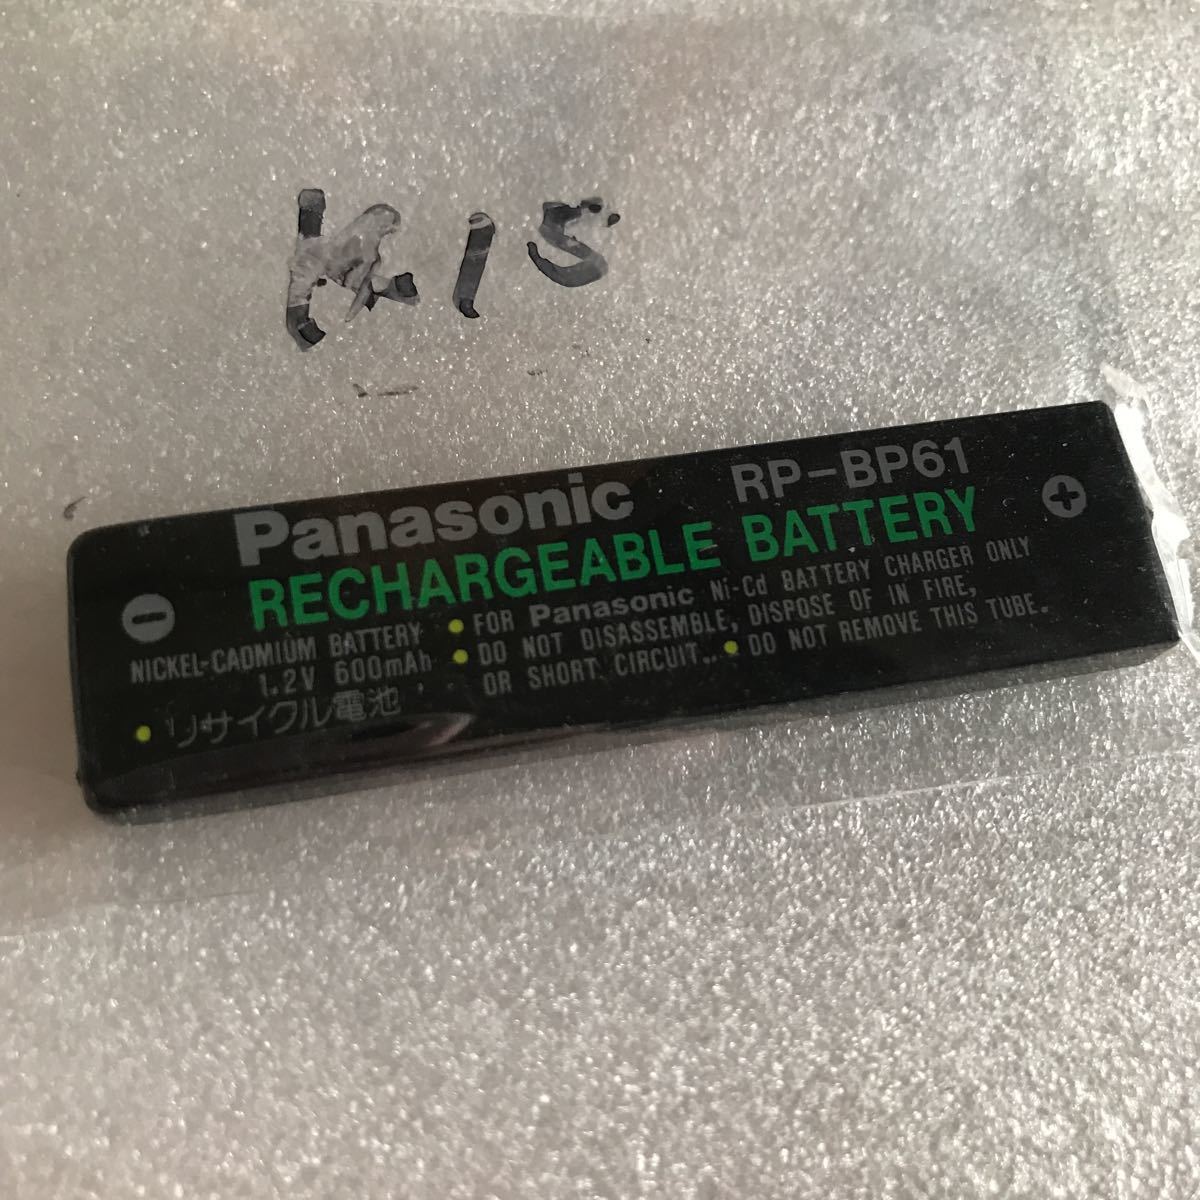 K15
Panasonic RP-BP61
RECHARGEABLE BATTERY
NICKEL-CADMIUM BATTERY
1.2V 600mAh
リサイクル電池
FOR Panasonic Ni-Cd BATTERY CHARGER ONLY
DO NOT DISASSEMBLE, DISPOSE OF IN FIRE,
OR SHORT CIRCUIT. DO NOT REMOVE THIS TUBE.